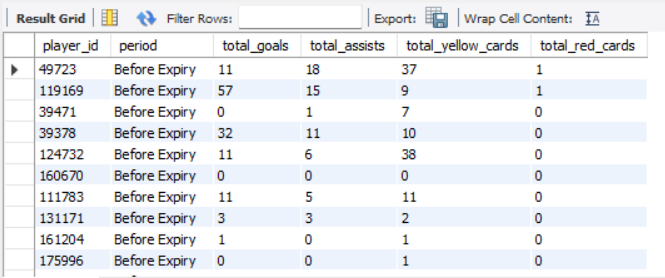 Result Grid Filter Rows: Export: Wrap Cell Content: IA
player_id period total_goals total_assists total_yellow_cards total_red_cards
49723 Before Expiry 11 18 37 1
119169 Before Expiry 57 15 9 1
39471 Before Expiry 0 1 7 0
39378 Before Expiry 32 11 10 0
124732 Before Expiry 11 6 38 0
160670 Before Expiry 0 0 0 0
111783 Before Expiry 11 5 11 0
131171 Before Expiry 3 3 2 0
161204 Before Expiry 1 0 1 0
175996 Before Expiry 0 0 1 0